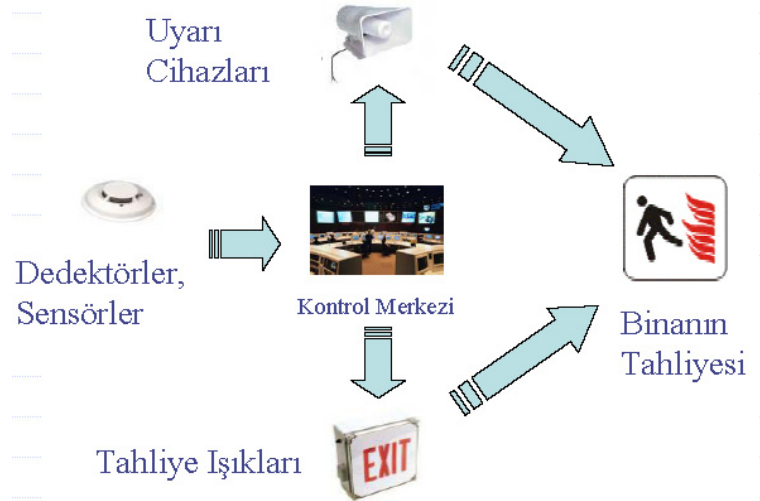 Uyarı
Cihazları
Dedektörler,
Sensörler
Kontrol Merkezi
Binanın
Tahliyesi
Tahliye Işıkları
EXIT